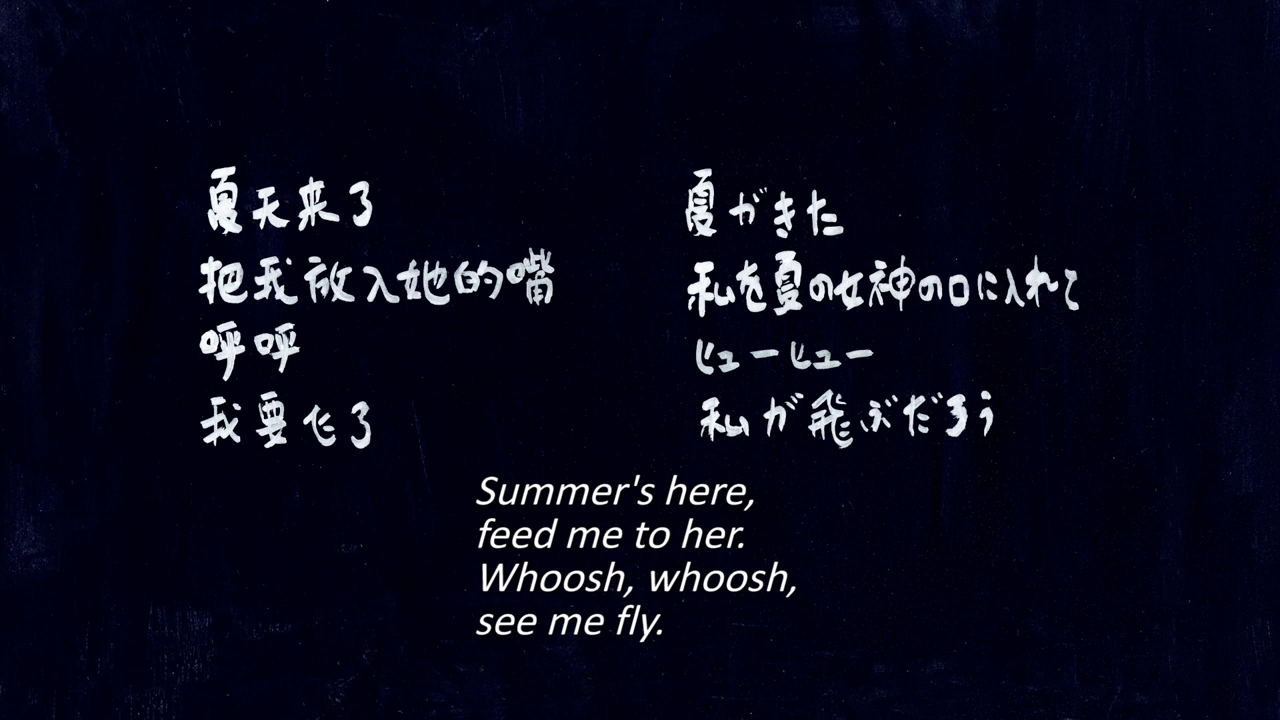 夏天来了
把我放入她的嘴
呼呼
我要飞了
夏がきた
私を夏の女神の口に入れて
ヒューヒュー
私が飛ぶだろう
Summer's here,
feed me to her.
Whoosh, whoosh,
see me fly.